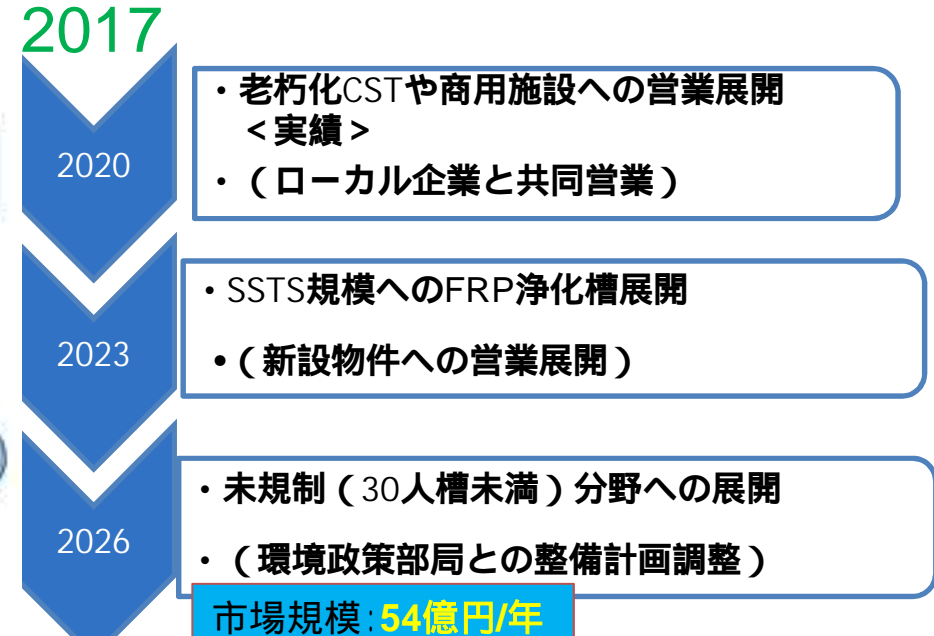 2017
2020
・老朽化CSTや商用施設への営業展開
<実績>
・(ローカル企業と共同営業)
2023
・SSTS規模へのFRP浄化槽展開
•(新設物件への営業展開)
2026
・未規制(30人槽未満)分野への展開
・(環境政策部局との整備計画調整)
市場規模:54億円/年